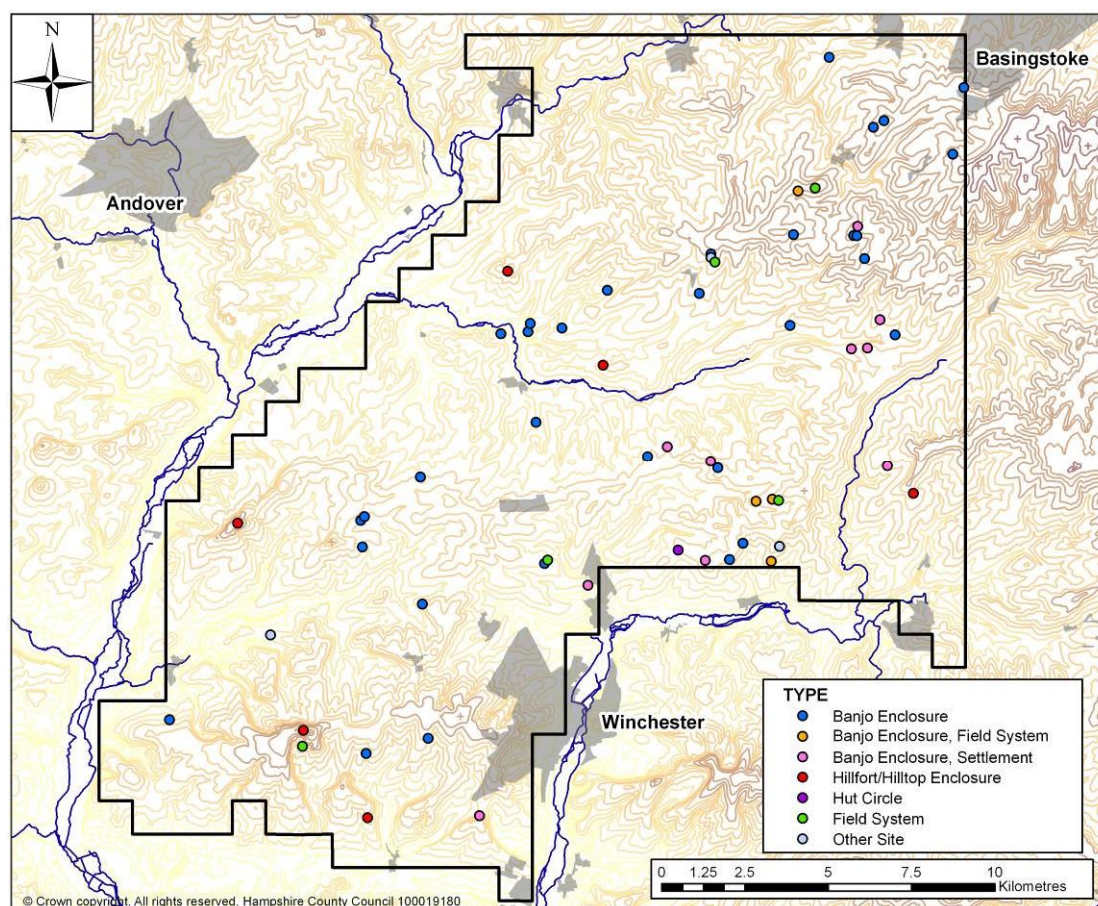 N
Basingstoke
Andover
Winchester
TYPE
Banjo Enclosure
Banjo Enclosure, Field System
Banjo Enclosure, Settlement
Hillfort/Hilltop Enclosure
Hut Circle
Field System
Other Site
0 1.25 2.5 5 7.5 10
Kilometres
© Crown copyright. All rights reserved, Hampshire County Council 100019180